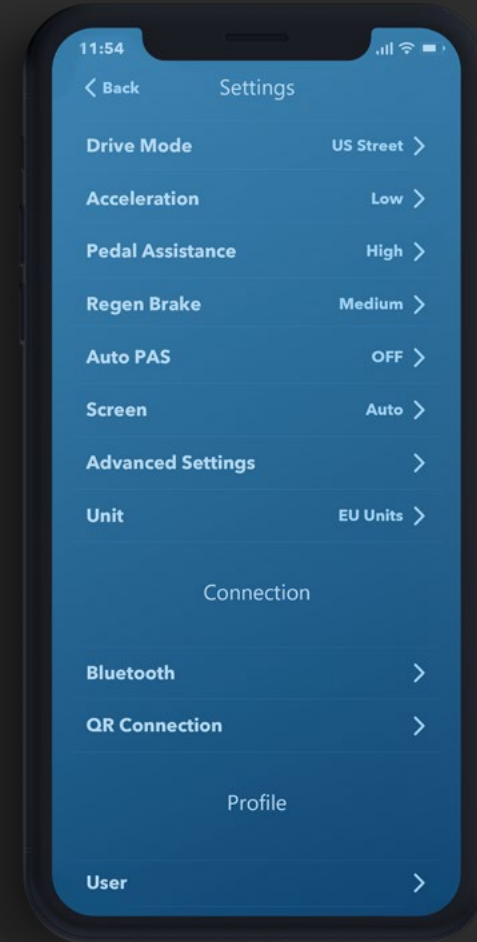 11:54
Back Settings
Drive Mode US Street
Acceleration Low
Pedal Assistance High
Regen Brake Medium
Auto PAS OFF
Screen Auto
Advanced Settings
Unit EU Units
Connection
Bluetooth
QR Connection
Profile
User